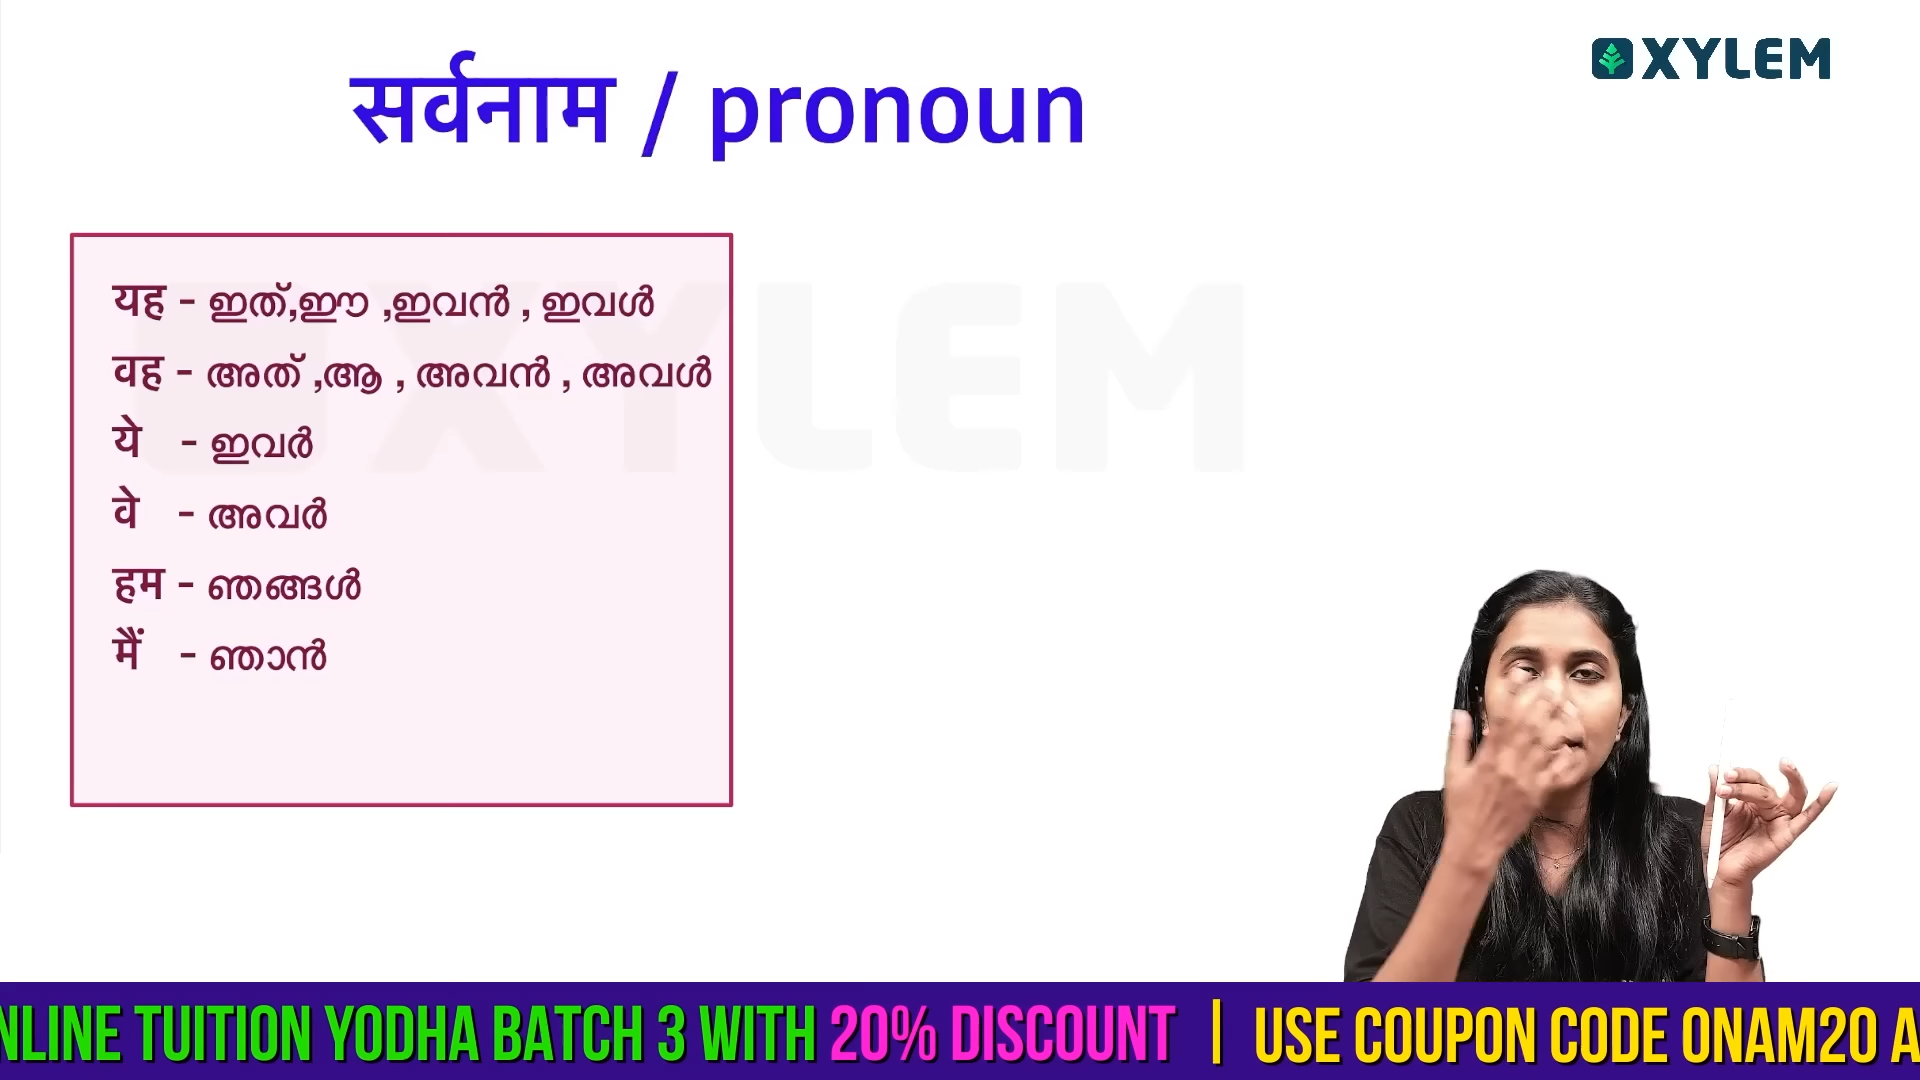 XYLEM
सर्वनाम / pronoun
यह - ഇത്,ഈ ,ഇവൻ , ഇവൾ
वह - അത് ,ആ , അവൻ , അവൾ
ये - ഇവർ
वे - അവർ
हम - ഞങ്ങൾ
मैं - ഞാൻ
XYLEM
NLINE TUITION YODHA BATCH 3 WITH 20% DISCOUNT | USE COUPON CODE ONAM20 A